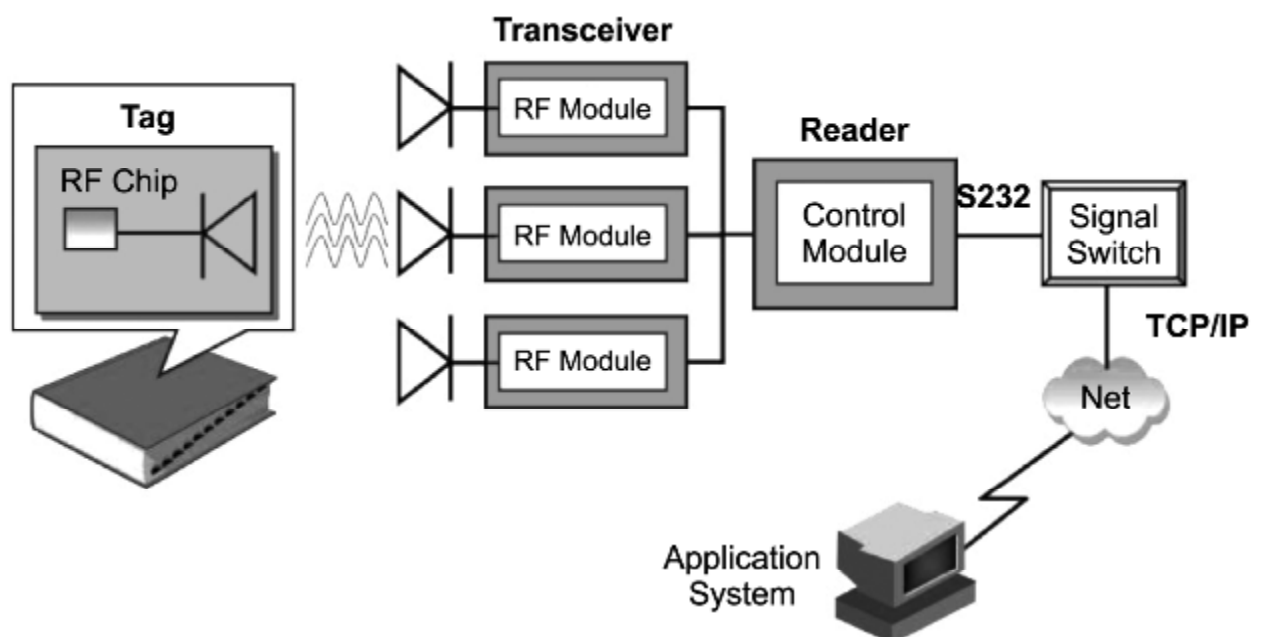 Transceiver
Tag
RF Chip
RF Module
RF Module
RF Module
Reader
Control
Module
S232
Signal
Switch
TCP/IP
Net
Application
System